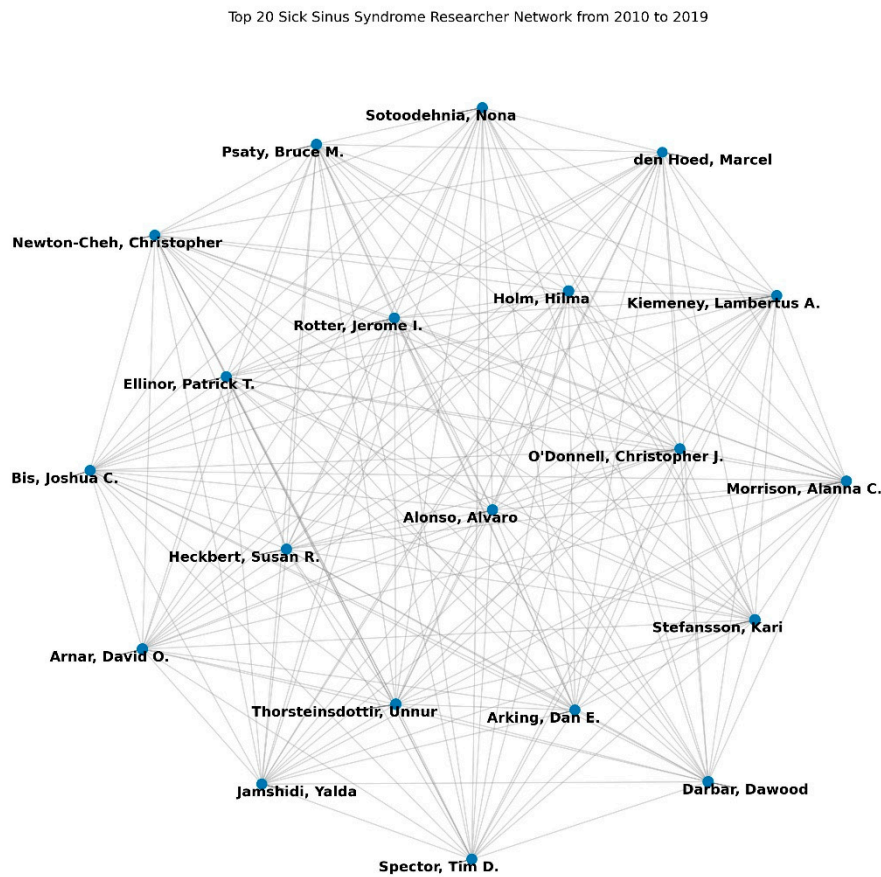 Top 20 Sick Sinus Syndrome Researcher Network from 2010 to 2019
Sotoodehnia, Nona
Psaty, Bruce M.
den Hoed, Marcel
Newton-Cheh, Christopher
Holm, Hilma
Kiemeney, Lambertus A.
Rotter, Jerome I.
Ellinor, Patrick T.
O'Donnell, Christopher J.
Bis, Joshua C.
Morrison, Alanna C.
Alonso, Alvaro
Heckbert, Susan R.
Stefansson, Kari
Arnar, David O.
Thorsteinsdottir, Unnur
Arking, Dan E.
Jamshidi, Yalda
Darbar, Dawood
Spector, Tim D.